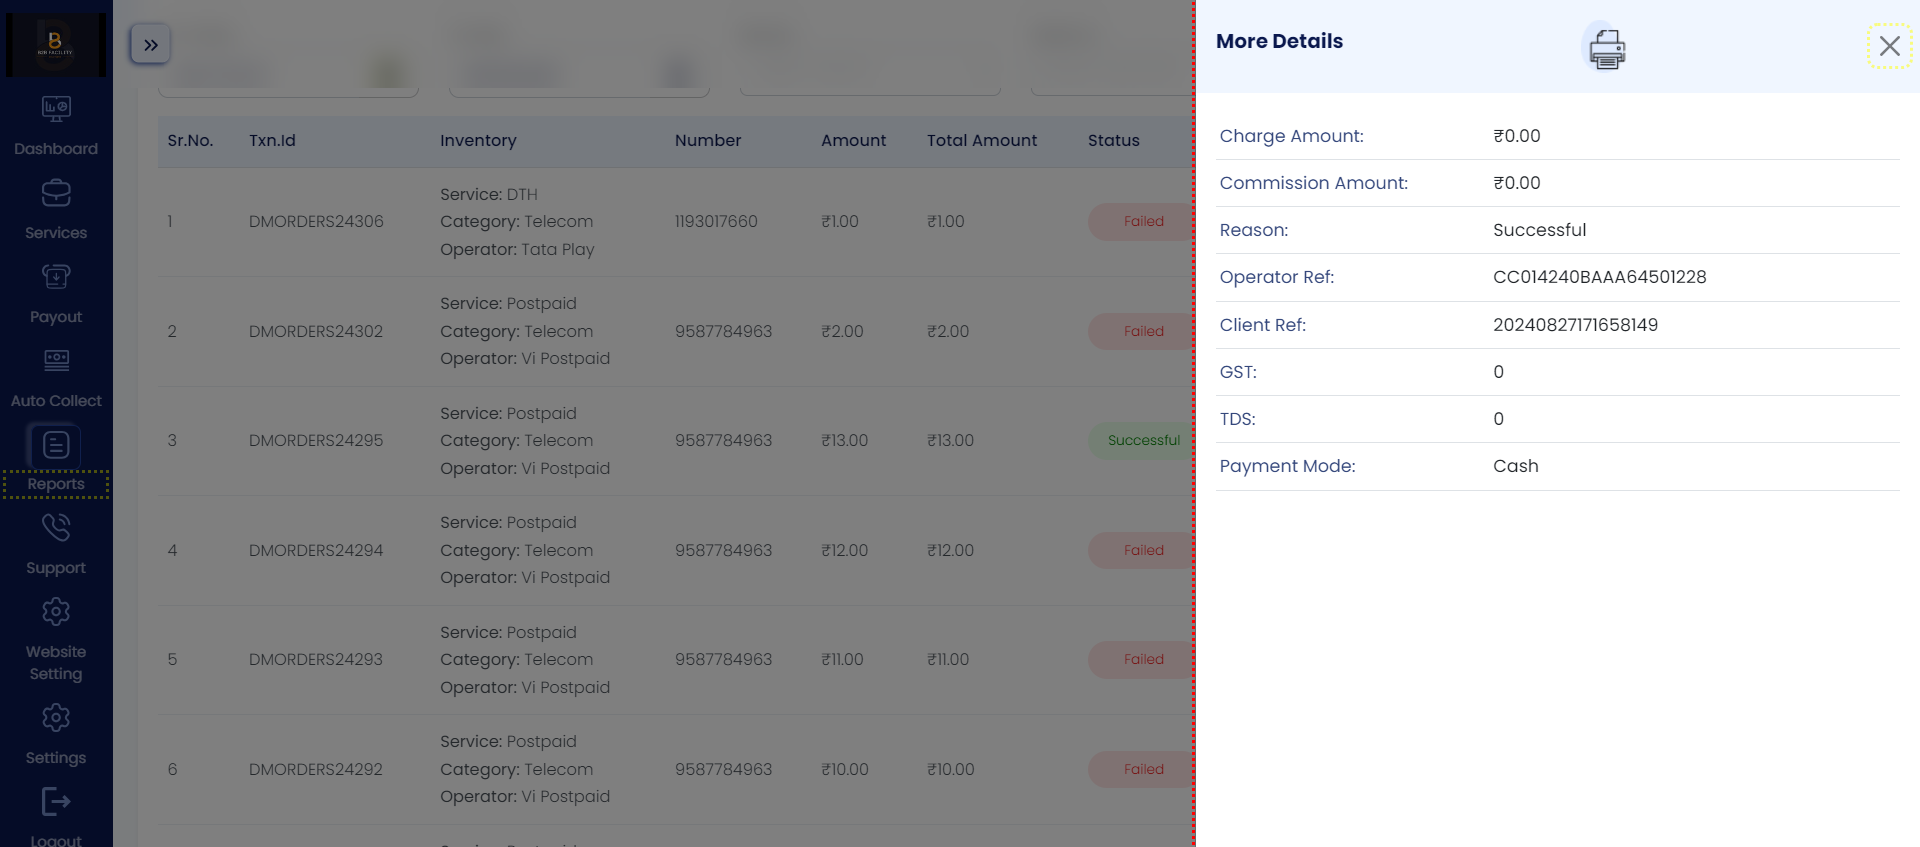 B2B FACILITY
Dashboard
Services
Payout
Auto Collect
Reports
Support
Website
Setting
Settings
Logout
Sr.No. Txn.Id Inventory Number Amount Total Amount Status
Service: DTH
1 DMORDERS24306 Category: Telecom 1193017660 ₹1.00 ₹1.00 Failed
Operator: Tata Play
Service: Postpaid
2 DMORDERS24302 Category: Telecom 9587784963 ₹2.00 ₹2.00 Failed
Operator: Vi Postpaid
Service: Postpaid
3 DMORDERS24295 Category: Telecom 9587784963 ₹13.00 ₹13.00 Successful
Operator: Vi Postpaid
Service: Postpaid
4 DMORDERS24294 Category: Telecom 9587784963 ₹12.00 ₹12.00 Failed
Operator: Vi Postpaid
Service: Postpaid
5 DMORDERS24293 Category: Telecom 9587784963 ₹11.00 ₹11.00 Failed
Operator: Vi Postpaid
Service: Postpaid
6 DMORDERS24292 Category: Telecom 9587784963 ₹10.00 ₹10.00 Failed
Operator: Vi Postpaid
More Details
Charge Amount: ₹0.00
Commission Amount: ₹0.00
Reason: Successful
Operator Ref: CC014240BAAA64501228
Client Ref: 20240827171658149
GST: 0
TDS: 0
Payment Mode: Cash